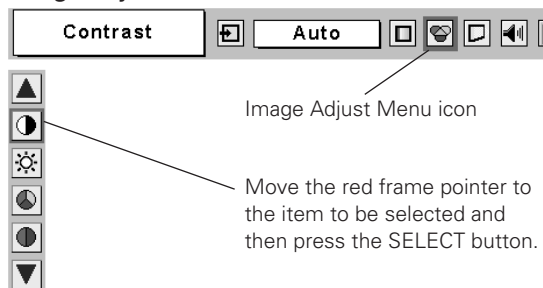 Contrast
Auto
Image Adjust Menu icon
Move the red frame pointer to
the item to be selected and
then press the SELECT button.